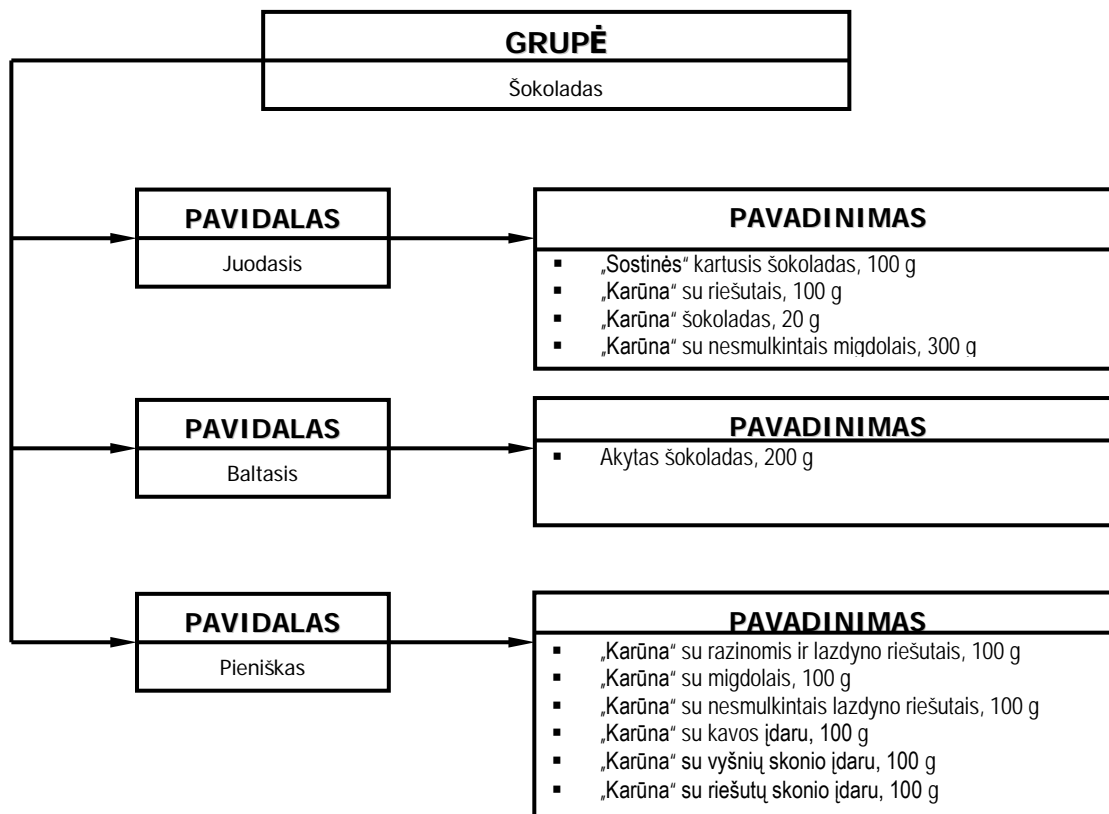 GRUPĖ
Šokoladas
PAVIDALAS
Juodasis
PAVADINIMAS
▪ „Sostinės“ kartusis šokoladas, 100 g
▪ „Karūna“ su riešutais, 100 g
▪ „Karūna“ šokoladas, 20 g
▪ „Karūna“ su nesmulkintais migdolais, 300 g
PAVIDALAS
Baltasis
PAVADINIMAS
▪ Akytas šokoladas, 200 g
PAVIDALAS
Pieniškas
PAVADINIMAS
▪ „Karūna“ su razinomis ir lazdyno riešutais, 100 g
▪ „Karūna“ su migdolais, 100 g
▪ „Karūna“ su nesmulkintais lazdyno riešutais, 100 g
▪ „Karūna“ su kavos įdaru, 100 g
▪ „Karūna“ su vyšnių skonio įdaru, 100 g
▪ „Karūna“ su riešutų skonio įdaru, 100 g